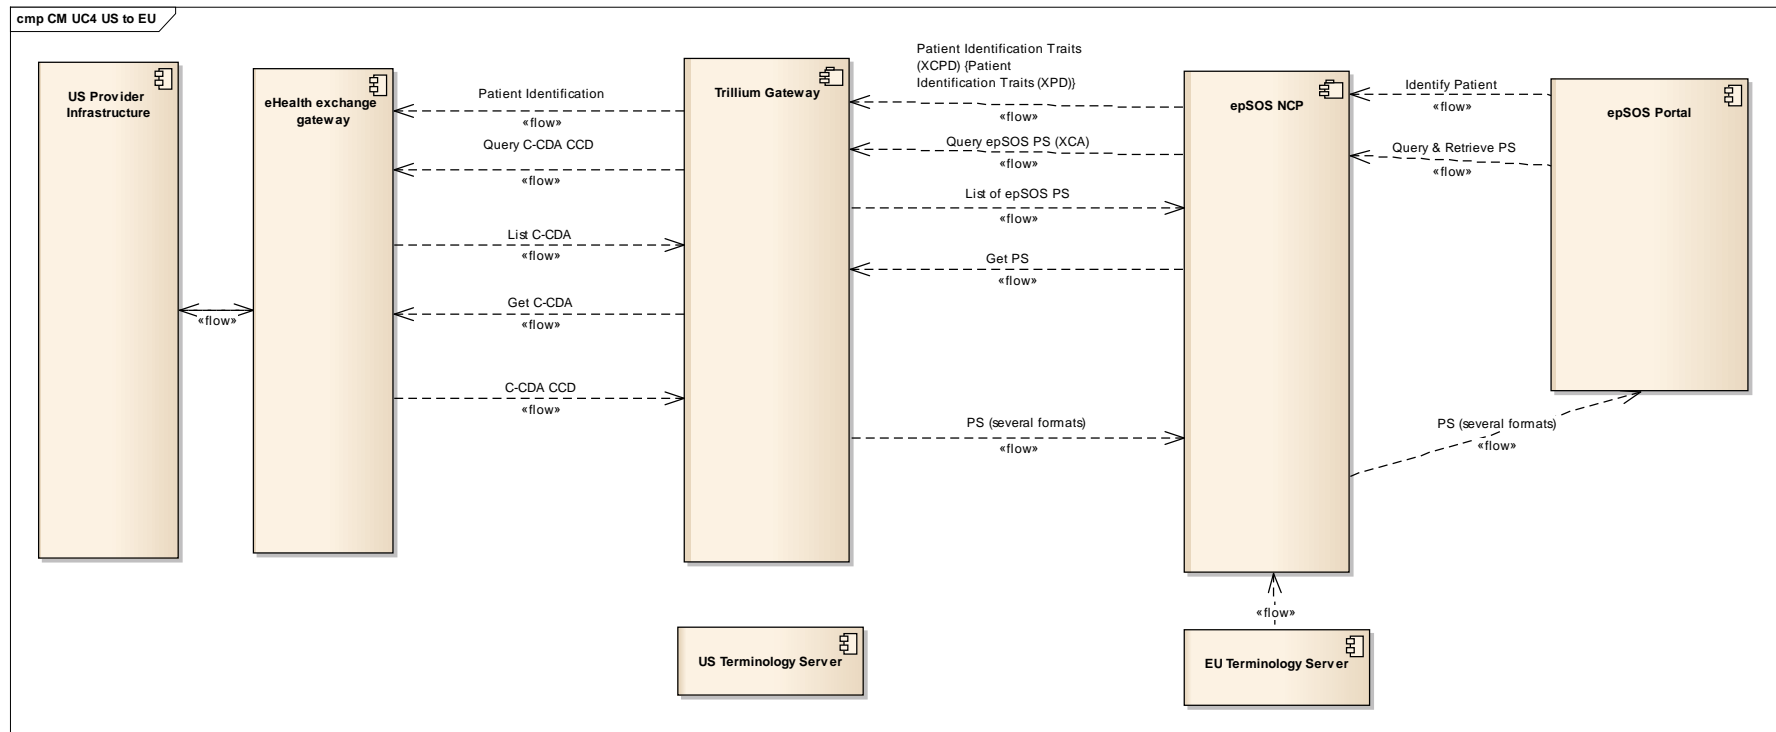 cmp CM UC4 US to EU
US Provider
Infrastructure
eHealth exchange
gateway
Trillium Gateway
epSOS NCP
epSOS Portal
«flow»
Patient Identification
«flow»
Query C-CDA CCD
«flow»
List C-CDA
«flow»
Get C-CDA
«flow»
C-CDA CCD
«flow»
Patient Identification Traits
(XCPD) {Patient
Identification Traits (XPD)}
«flow»
Query epSOS PS (XCA)
«flow»
List of epSOS PS
«flow»
Get PS
«flow»
PS (several formats)
«flow»
Identify Patient
«flow»
Query & Retrieve PS
«flow»
PS (several formats)
«flow»
«flow»
US Terminology Server
EU Terminology Server